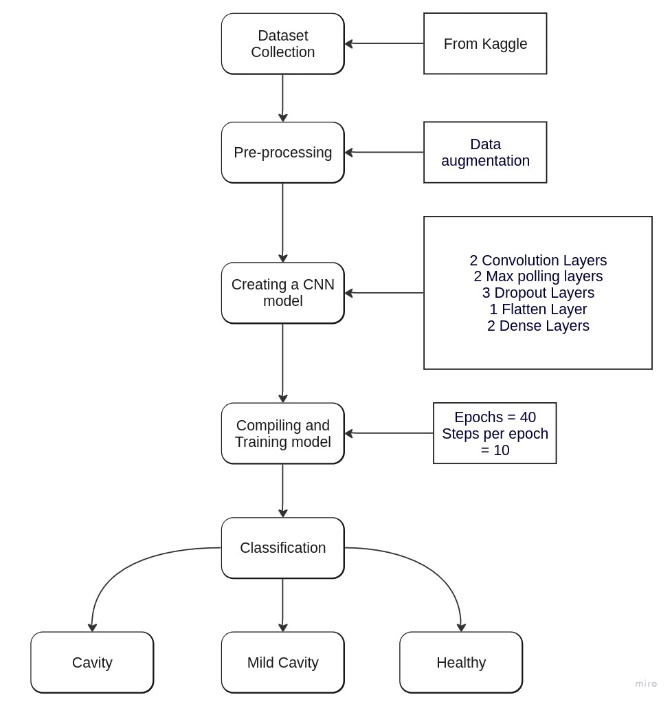 Dataset
Collection
From Kaggle
Pre-processing
Data
augmentation
Creating a CNN
model
2 Convolution Layers
2 Max polling layers
3 Dropout Layers
1 Flatten Layer
2 Dense Layers
Compiling and
Training model
Epochs = 40
Steps per epoch
= 10
Classification
Cavity
Mild Cavity
Healthy
miro